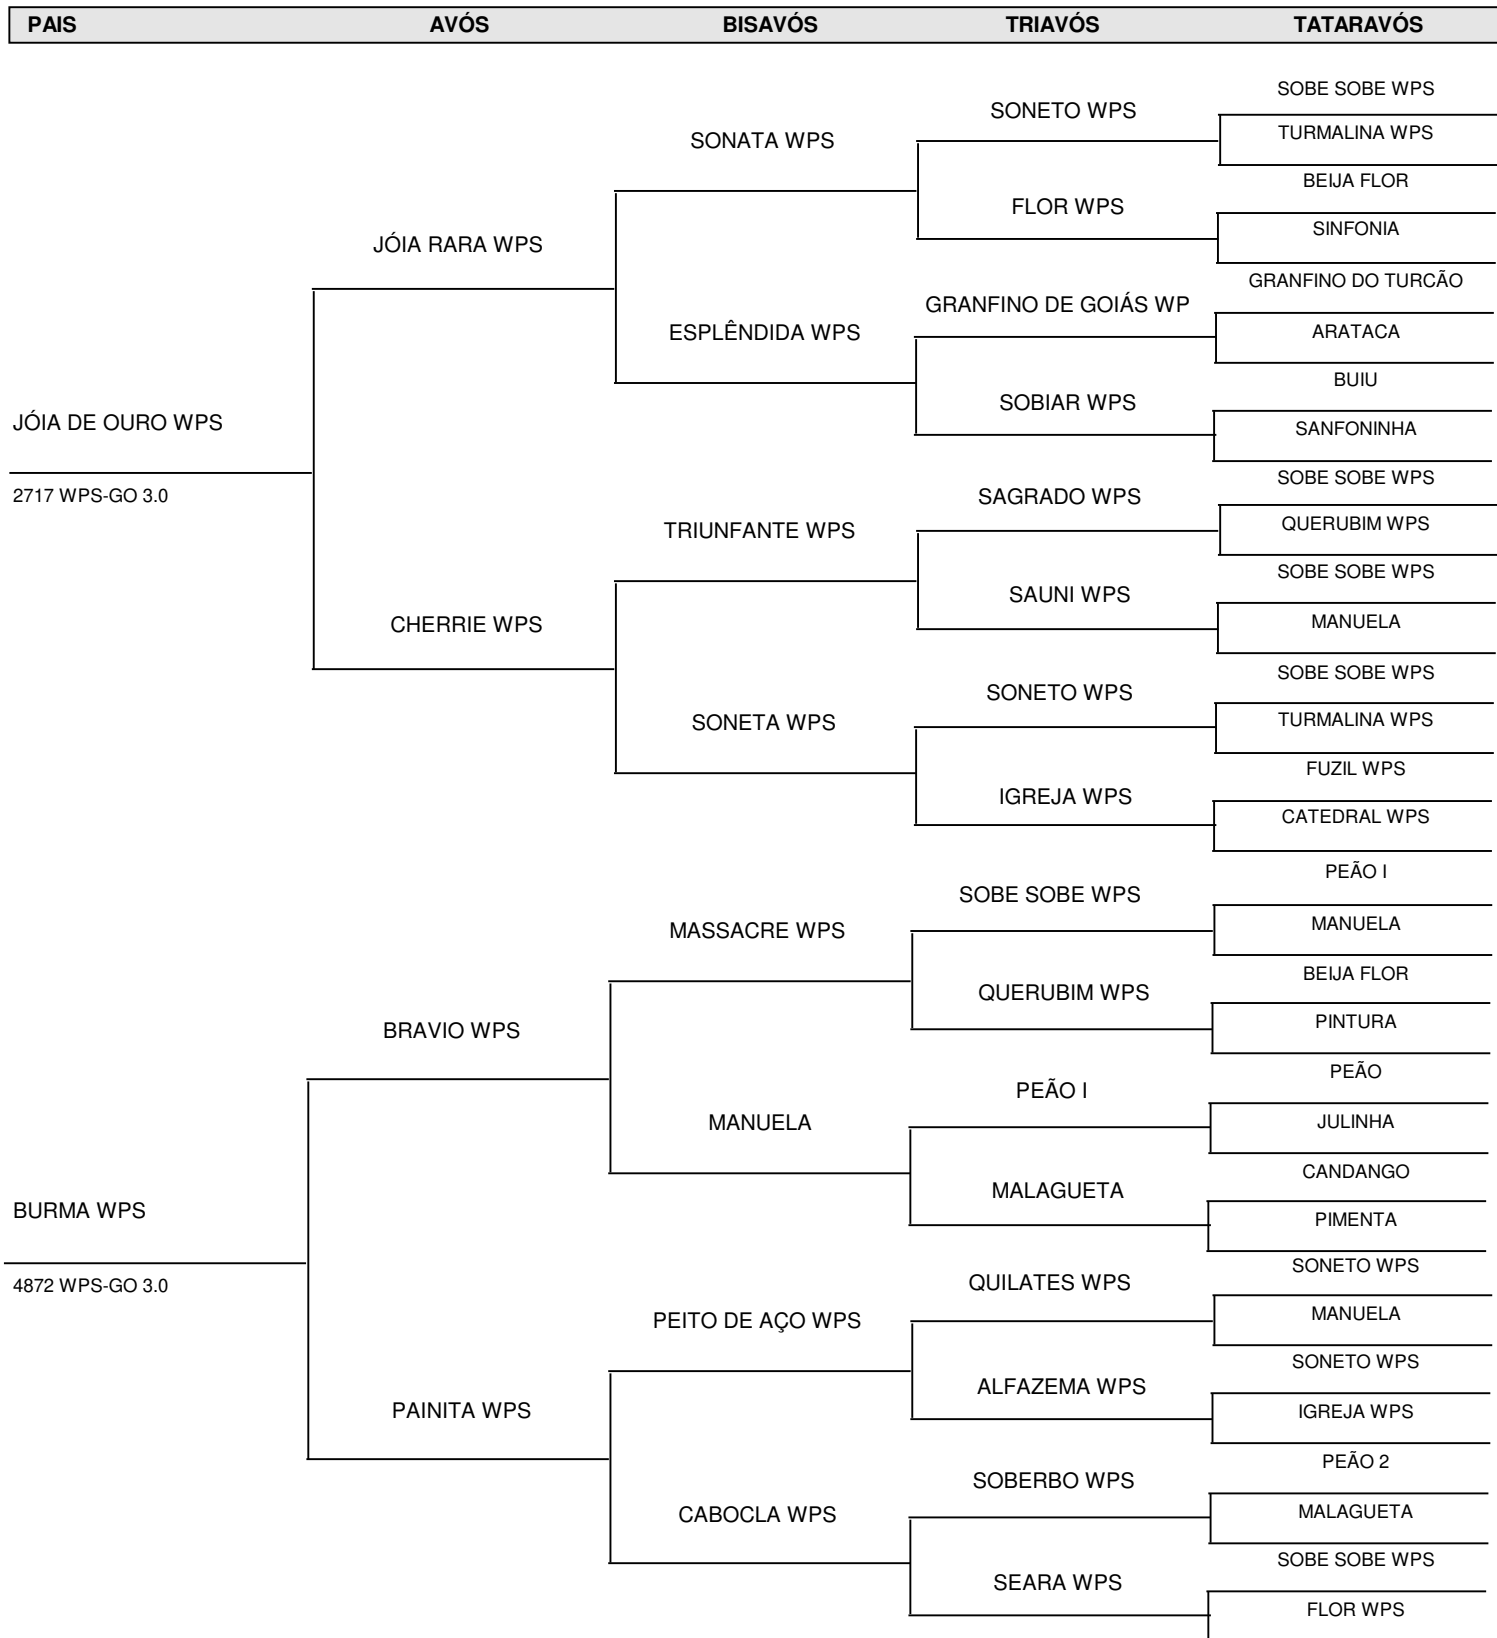 PAIS AVÓS BISAVÓS TRIAVÓS TATARAVÓS
SOBE SOBE WPS
SONETO WPS
TURMALINA WPS
SONATA WPS
BEIJA FLOR
FLOR WPS
SINFONIA
JÓIA RARA WPS
GRANFINO DO TURCÃO
GRANFINO DE GOIÁS WP
ARATACA
ESPLÊNDIDA WPS
BUIU
SOBIAR WPS
JÓIA DE OURO WPS
SANFONINHA
SOBE SOBE WPS
2717 WPS-GO 3.0
SAGRADO WPS
QUERUBIM WPS
TRIUNFANTE WPS
SOBE SOBE WPS
SAUNI WPS
MANUELA
CHERRIE WPS
SOBE SOBE WPS
SONETO WPS
TURMALINA WPS
SONETA WPS
FUZIL WPS
IGREJA WPS
CATEDRAL WPS
PEÃO I
SOBE SOBE WPS
MANUELA
MASSACRE WPS
BEIJA FLOR
QUERUBIM WPS
PINTURA
BRAVIO WPS
PEÃO
PEÃO I
JULINHA
MANUELA
CANDANGO
MALAGUETA
BURMA WPS
PIMENTA
SONETO WPS
QUILATES WPS
4872 WPS-GO 3.0
MANUELA
PEITO DE AÇO WPS
SONETO WPS
ALFAZEMA WPS
PAINITA WPS
IGREJA WPS
PEÃO 2
SOBERBO WPS
MALAGUETA
CABOCLA WPS
SOBE SOBE WPS
SEARA WPS
FLOR WPS